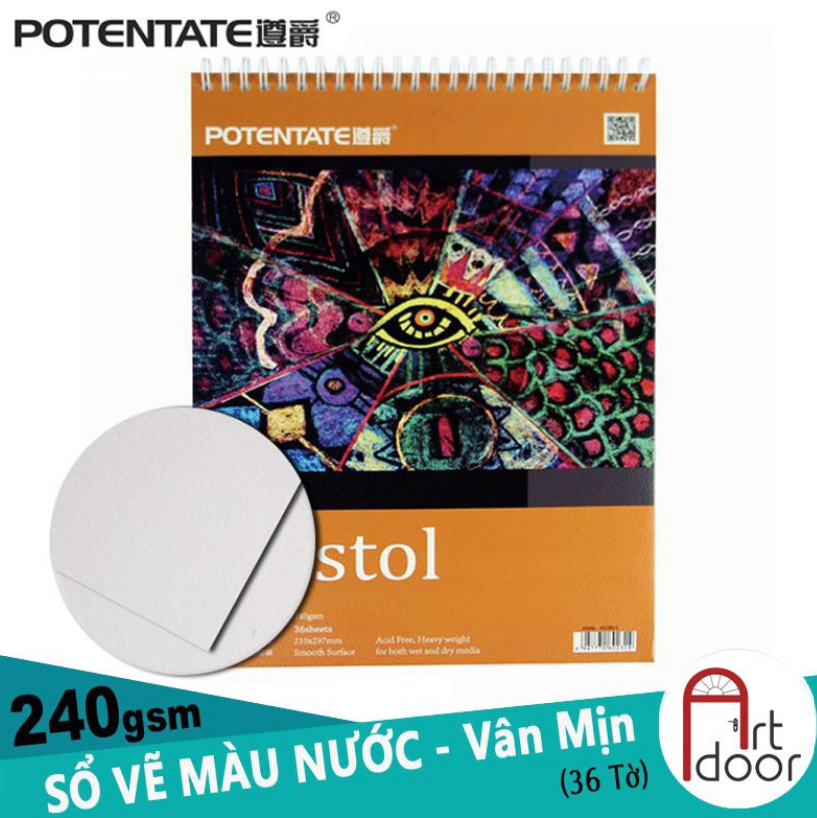 POTENTATE遵爵®
POTENTATE遵爵®
stol
36sheets
210x297mm
Smooth Surface
Acid Free, Heavy weight
for both wet and dry media
240gsm
SỔ VẼ MÀU NƯỚC - Vân Mịn
(36 Tờ)
Art
door